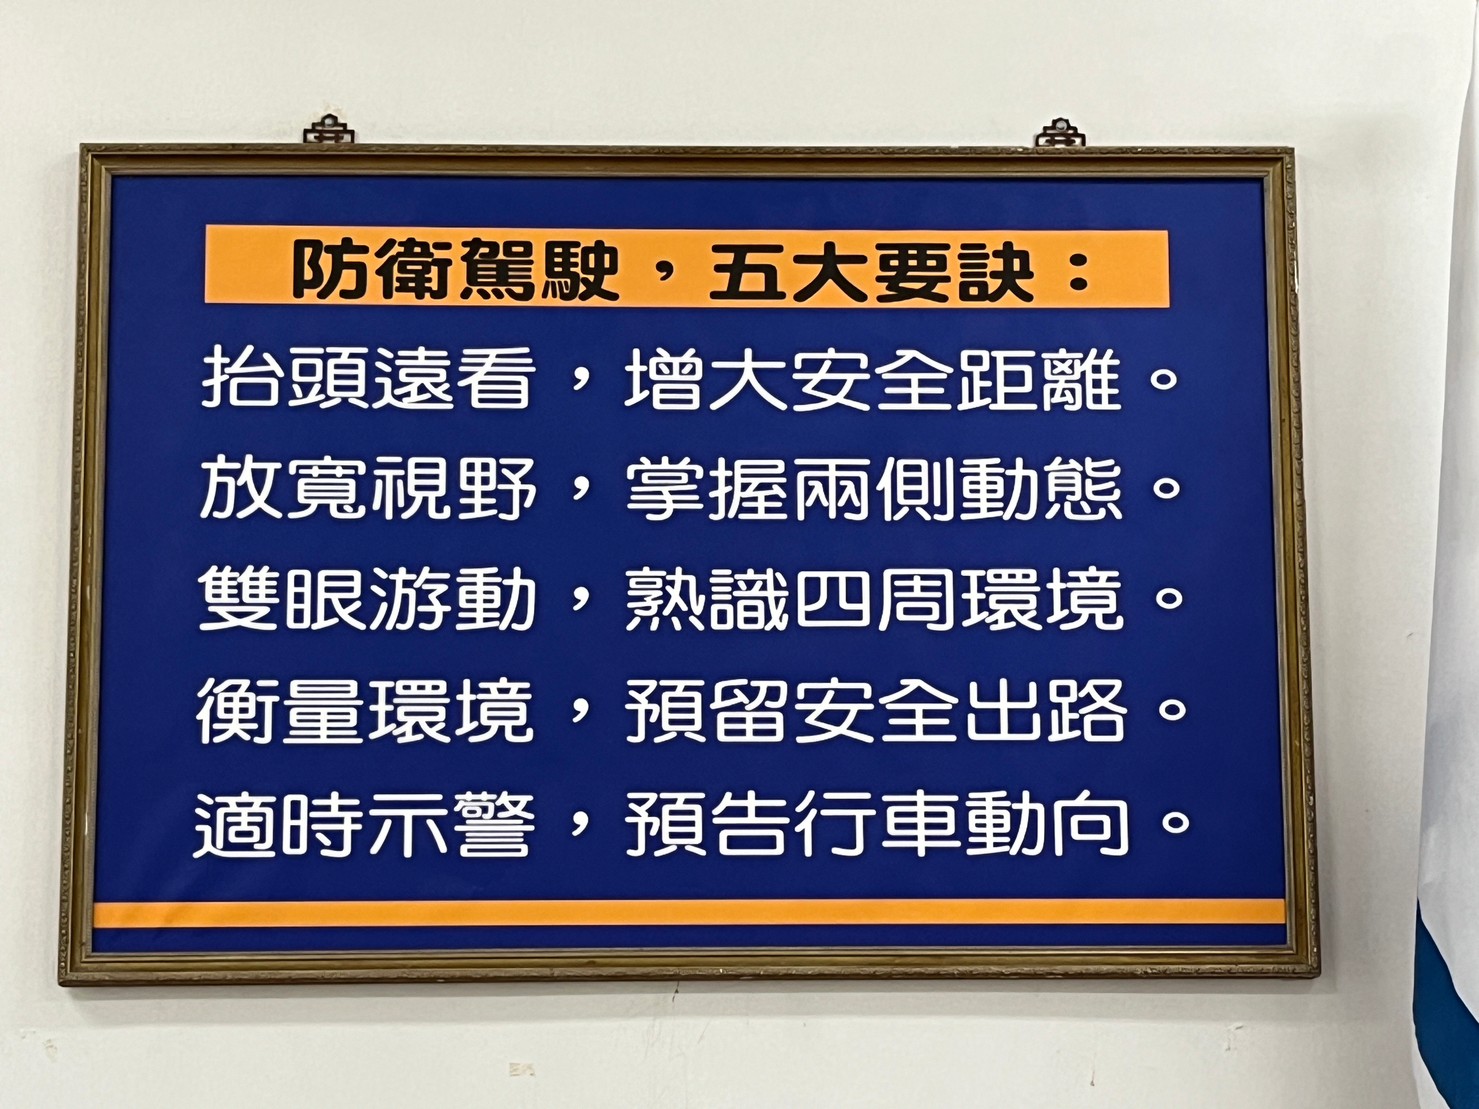 防衛駕駛，五大要訣：
抬頭遠看，增大安全距離。
放寬視野，掌握兩側動態。
雙眼游動，熟識四周環境。
衡量環境，預留安全出路。
適時示警，預告行車動向。